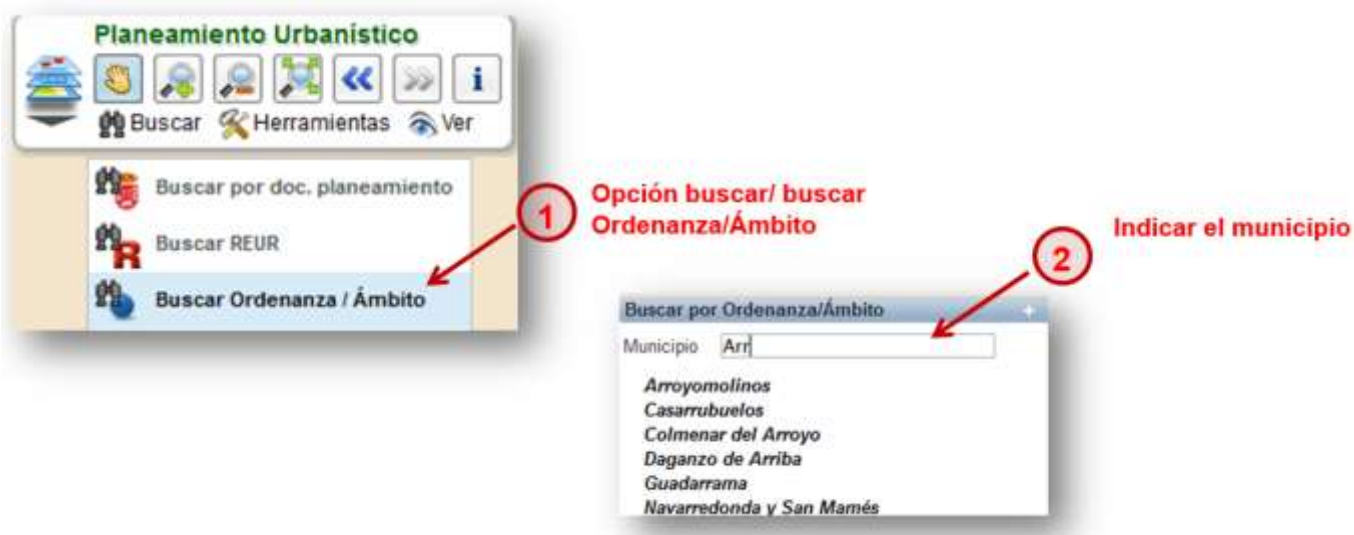 Planeamiento Urbanístico
i
Buscar Herramientas Ver
Buscar por doc. planeamiento
R
Buscar REUR
Buscar Ordenanza / Ámbito
1
Opción buscar/ buscar
Ordenanza/Ámbito
2
Indicar el municipio
Buscar por Ordenanza/Ámbito +
Municipio Arr
Arroyomolinos
Casarrubuelos
Colmenar del Arroyo
Daganzo de Arriba
Guadarrama
Navarredonda y San Mamés